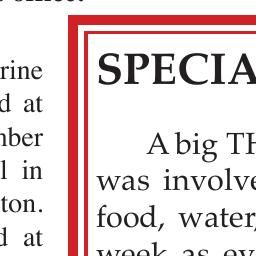 office.
rine
d at
mber
l in
ton.
d at
SPECIA
A big TH
was involve
food, water,
week as ev